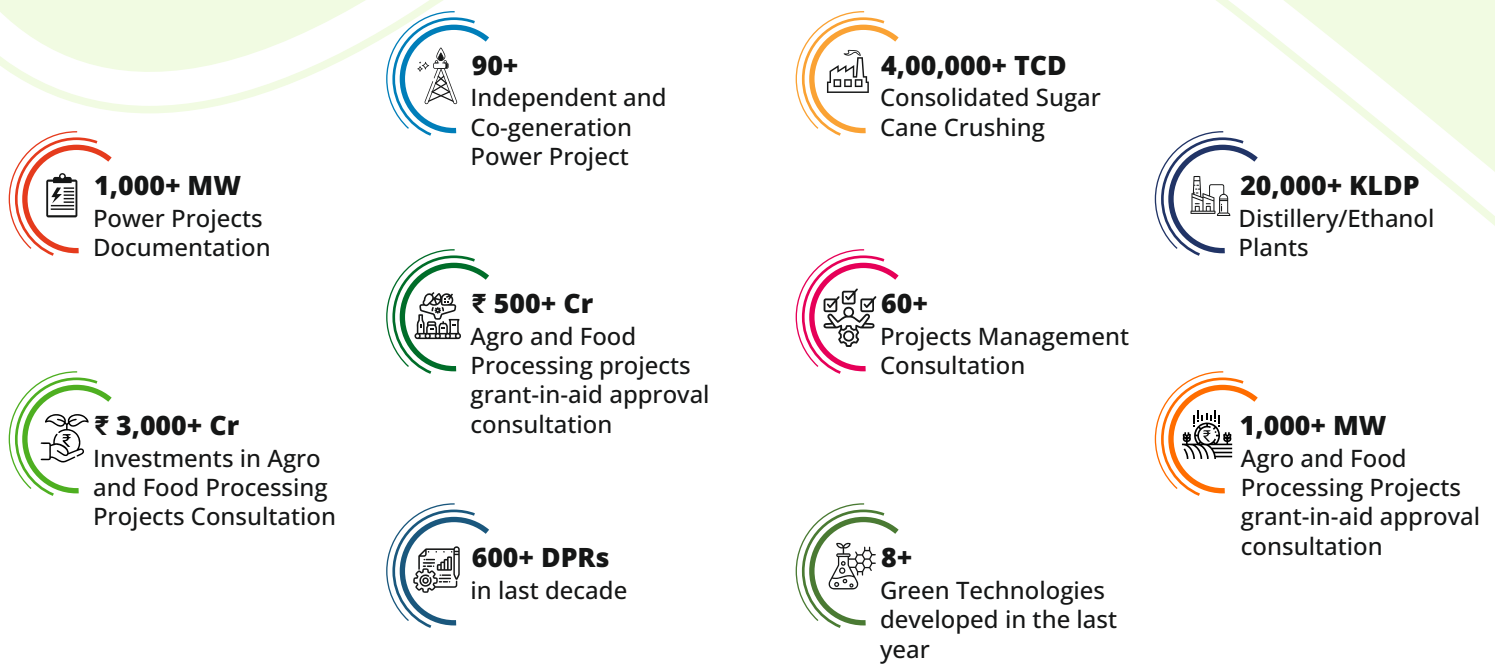 90+
Independent and
Co-generation
Power Project
4,00,000+ TCD
Consolidated Sugar
Cane Crushing
1,000+ MW
Power Projects
Documentation
20,000+ KLDP
Distillery/Ethanol
Plants
₹ 500+ Cr
Agro and Food
Processing projects
grant-in-aid approval
consultation
60+
Projects Management
Consultation
₹ 3,000+ Cr
Investments in Agro
and Food Processing
Projects Consultation
1,000+ MW
Agro and Food
Processing Projects
grant-in-aid approval
consultation
600+ DPRs
in last decade
8+
Green Technologies
developed in the last
year